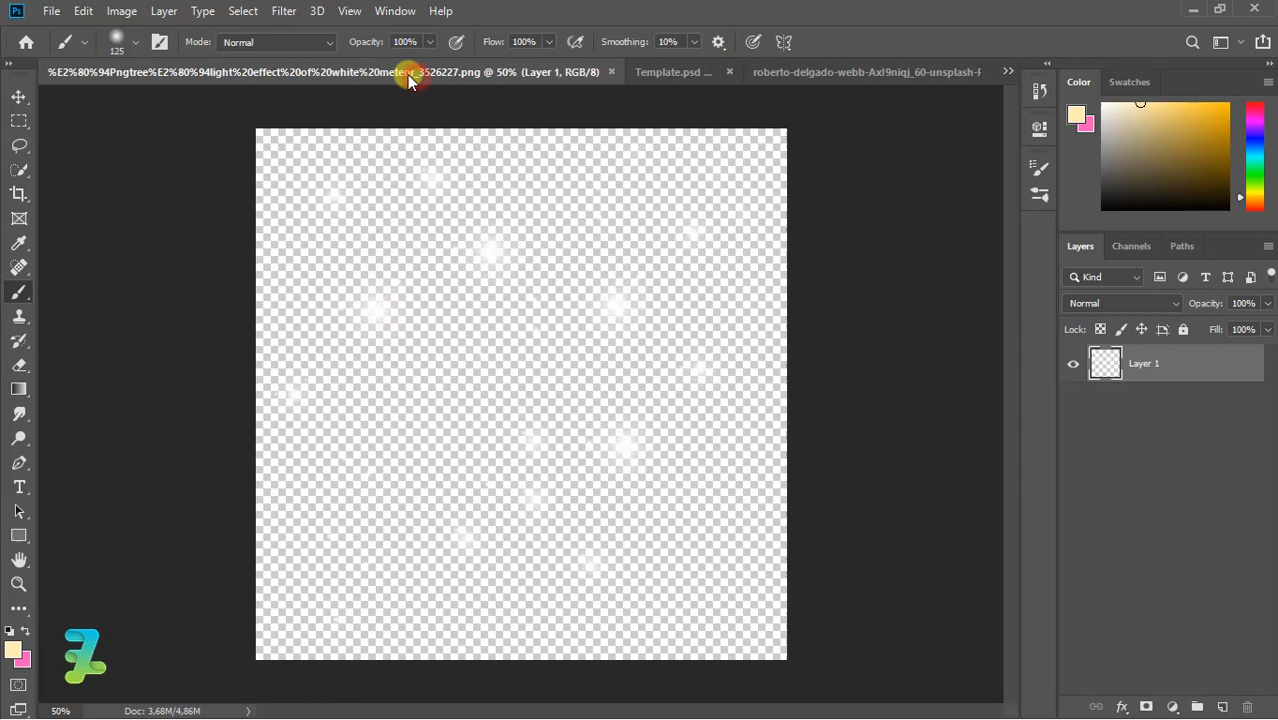 Ps File Edit Image Layer Type Select Filter 3D View Window Help
125 Mode: Normal Opacity: 100% Flow: 100% Smoothing: 10%
%E2%80%94Pngtree%E2%80%94light%20effect%20of%20white%20meteor_3526227.png @ 50% (Layer 1, RGB/8) × Template.psd ... × roberto-delgado-webb-AxI9niqj_60-unsplash-F »
Color Swatches
Layers Channels Paths
Kind
Normal Opacity: 100%
Lock: Fill: 100%
Layer 1
50% Doc: 3,68M/4,86M